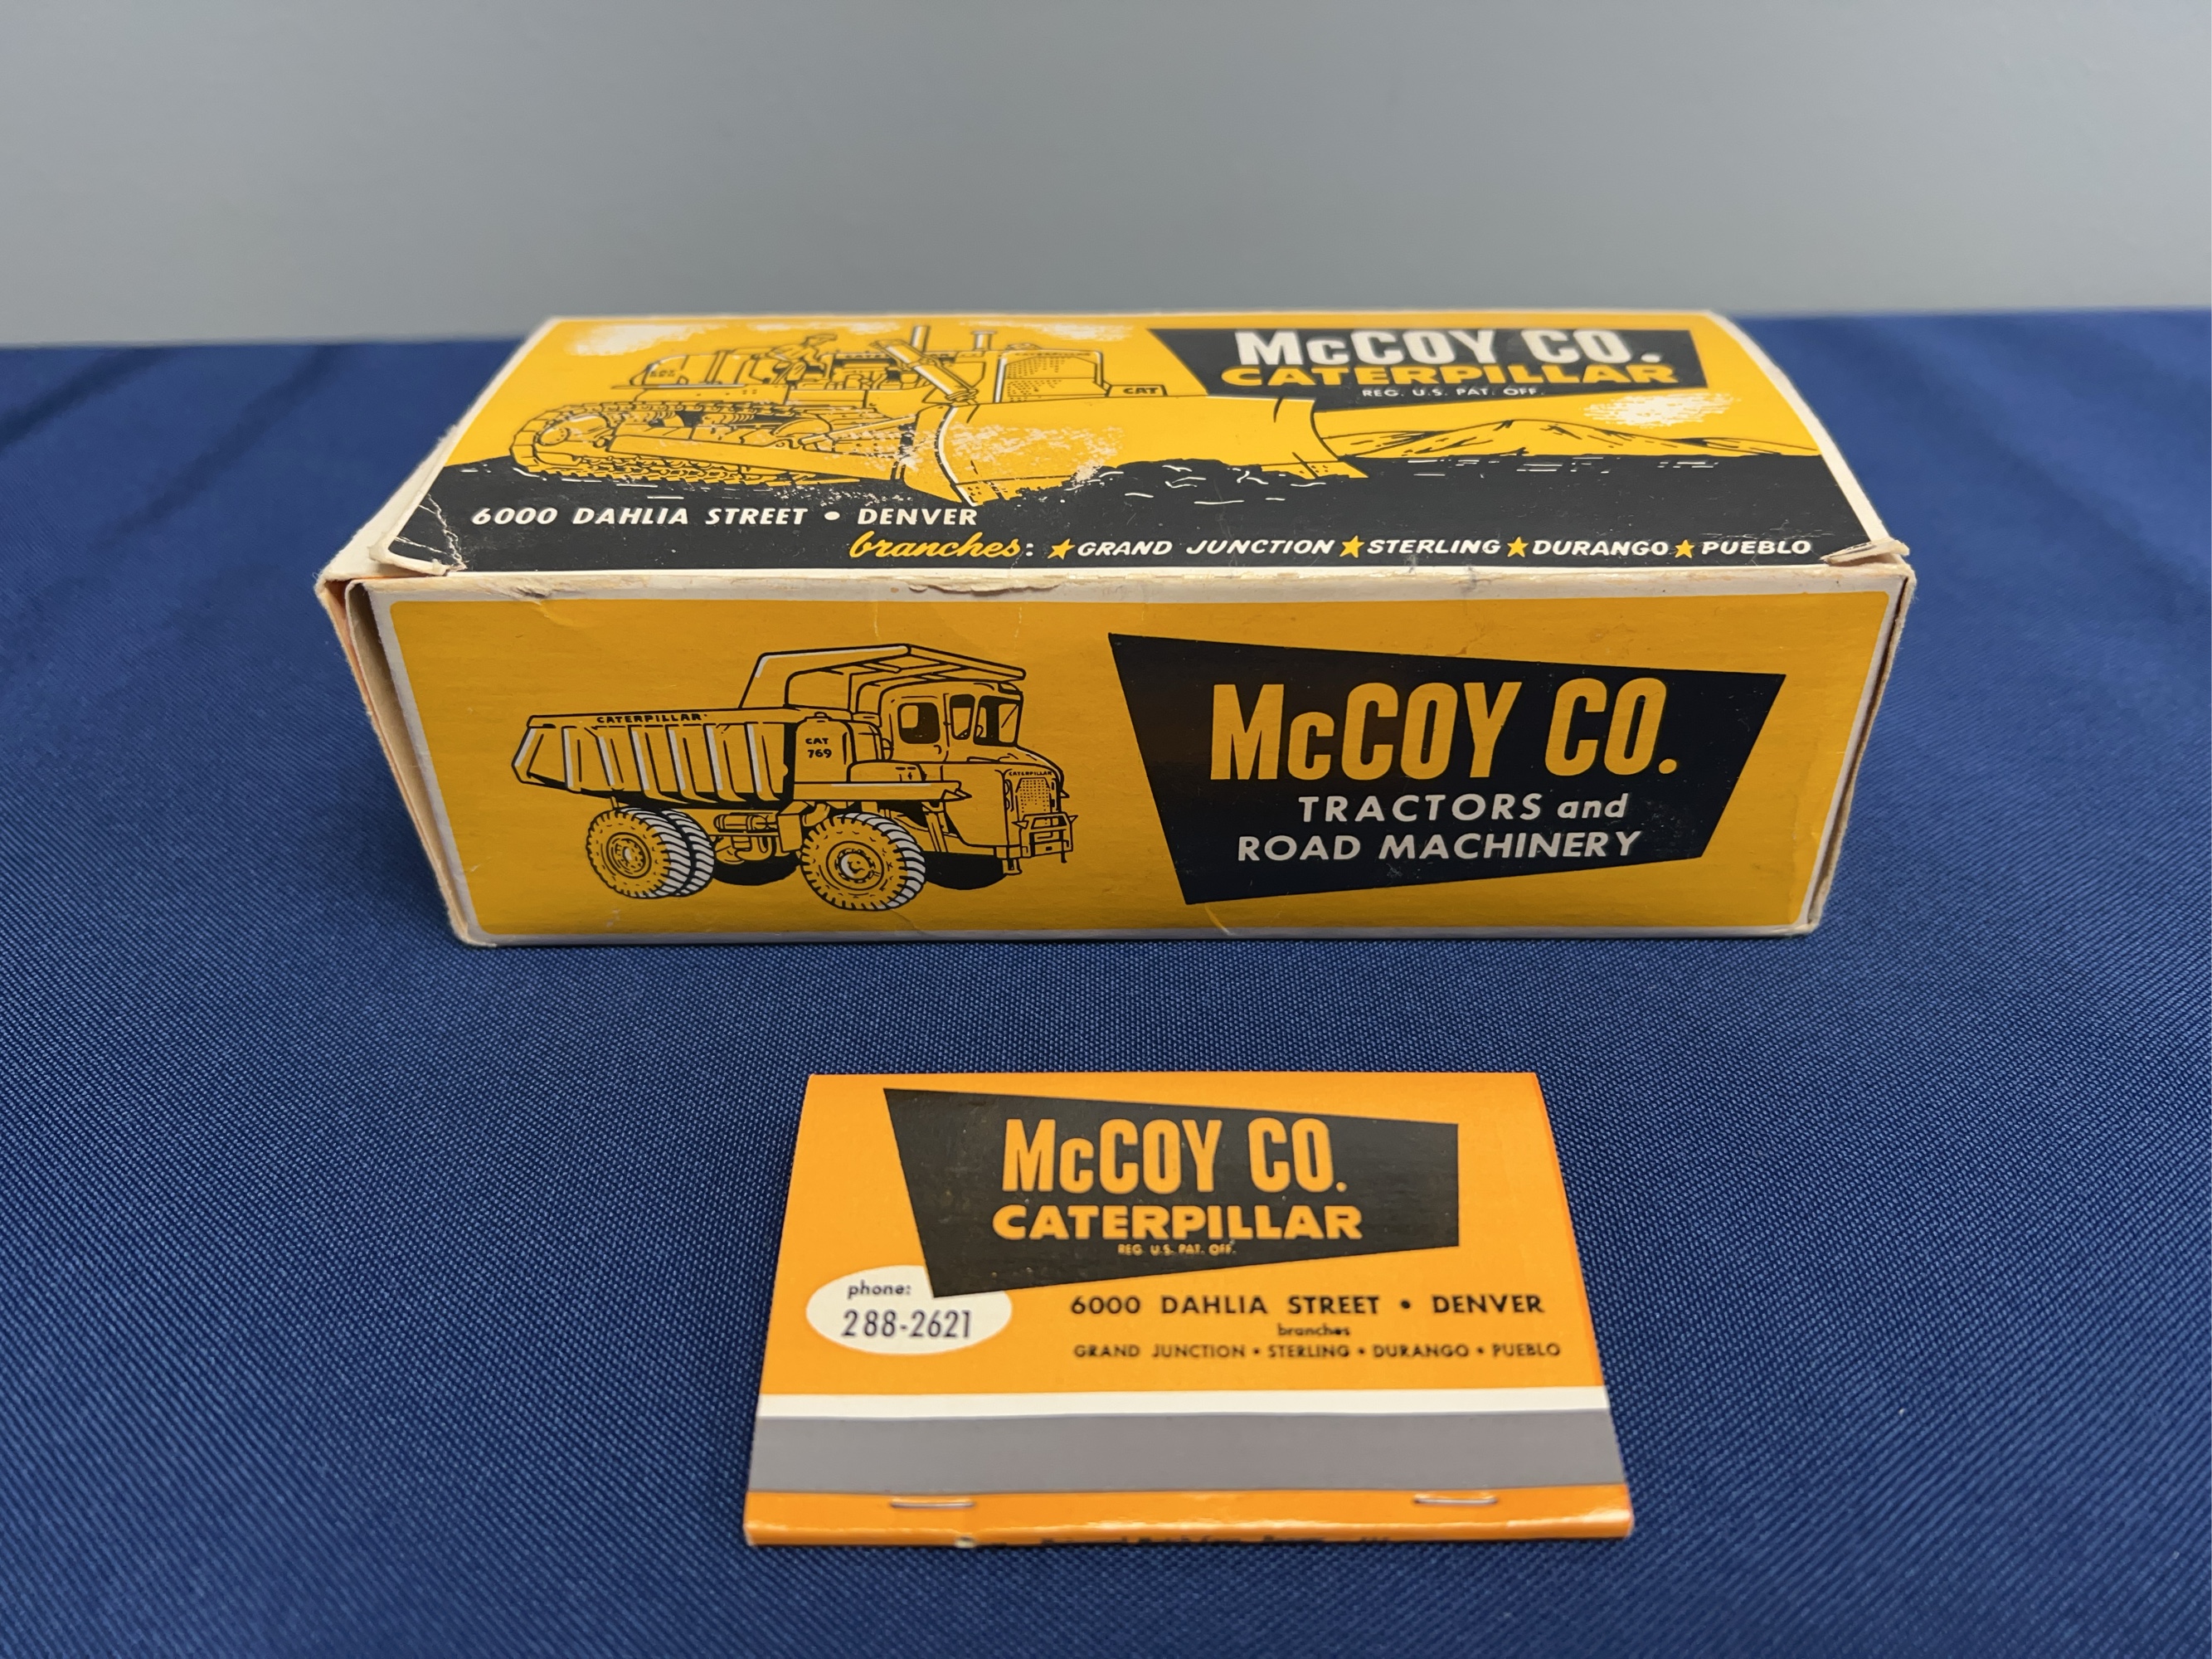 McCOY CO.
CATERPILLAR
REG. U.S. PAT. OFF.
CAT
6000 DAHLIA STREET • DENVER
branches: ★ GRAND JUNCTION ★ STERLING ★ DURANGO ★ PUEBLO
CATERPILLAR
CAT
769
CATERPILLAR
McCOY CO.
TRACTORS and
ROAD MACHINERY
McCOY CO.
CATERPILLAR
REG. U.S. PAT. OFF.
phone:
288-2621
6000 DAHLIA STREET • DENVER
branches
GRAND JUNCTION • STERLING • DURANGO • PUEBLO